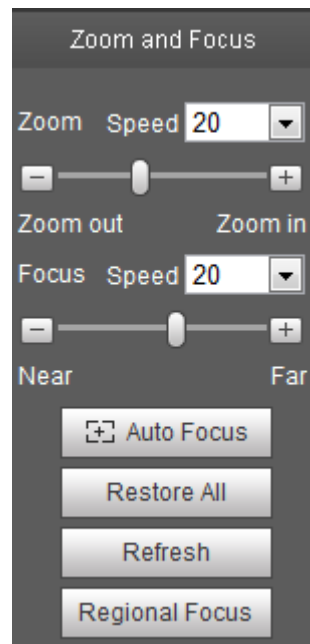 Zoom and Focus
Zoom Speed 20
Zoom out Zoom in
Focus Speed 20
Near Far
Auto Focus
Restore All
Refresh
Regional Focus